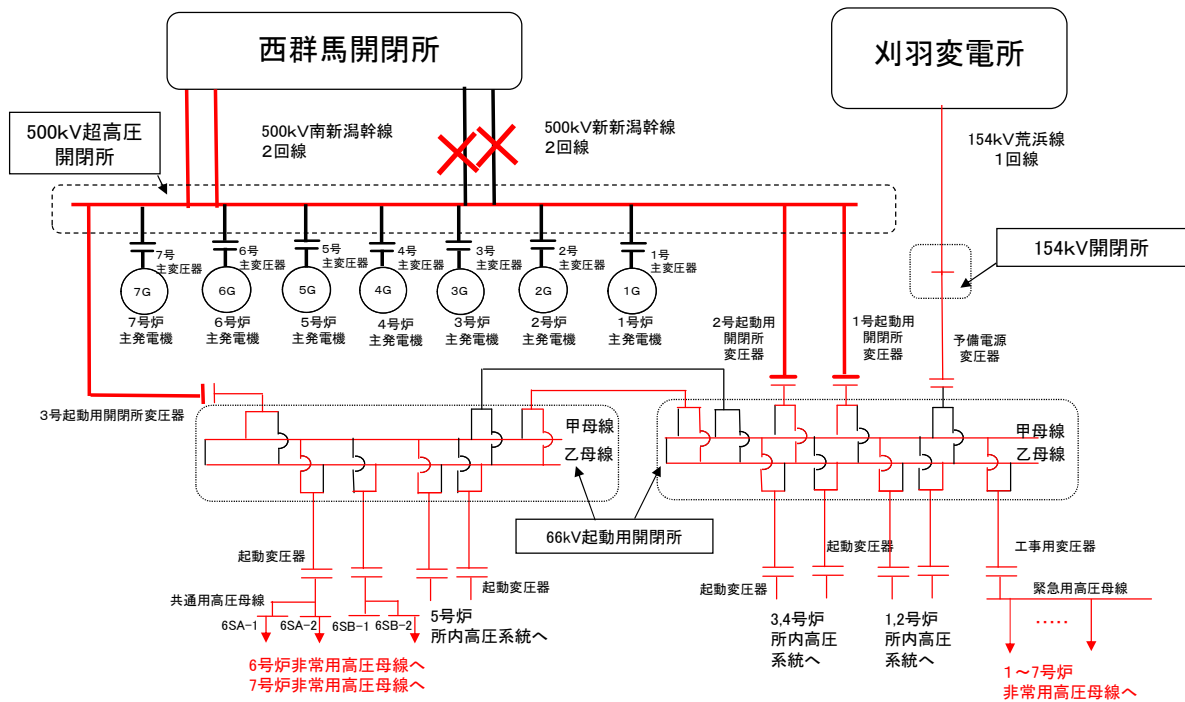 西群馬開閉所
刈羽変電所
500kV超高圧
開閉所
500kV南新潟幹線
2回線
500kV新新潟幹線
2回線
154kV荒浜線
1回線
154kV開閉所
7号
主変圧器
6号
主変圧器
5号
主変圧器
4号
主変圧器
3号
主変圧器
2号
主変圧器
1号
主変圧器
7G
6G
5G
4G
3G
2G
1G
7号炉
主発電機
6号炉
主発電機
5号炉
主発電機
4号炉
主発電機
3号炉
主発電機
2号炉
主発電機
1号炉
主発電機
2号起動用
開閉所
変圧器
1号起動用
開閉所
変圧器
予備電源
変圧器
3号起動用開閉所変圧器
甲母線
乙母線
甲母線
乙母線
66kV起動用開閉所
起動変圧器
起動変圧器
起動変圧器
起動変圧器
工事用変圧器
共通用高圧母線
6SA-1
6SA-2
6SB-1
6SB-2
5号炉
所内高圧
系統へ
3,4号炉
所内高圧
系統へ
1,2号炉
所内高圧
系統へ
緊急用高圧母線
.....
6号炉非常用高圧母線へ
7号炉非常用高圧母線へ
1～7号炉
非常用高圧母線へ